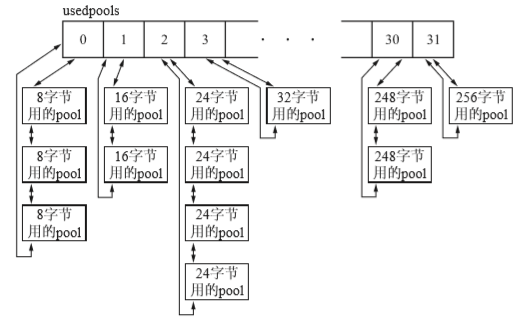 usedpools
0 1 2 3 · · · 30 31
8字节 16字节 24字节 32字节 248字节 256字节
用的pool 用的pool 用的pool 用的pool 用的pool 用的pool
8字节 16字节 24字节 248字节
用的pool 用的pool 用的pool 用的pool
8字节 24字节
用的pool 用的pool
24字节
用的pool